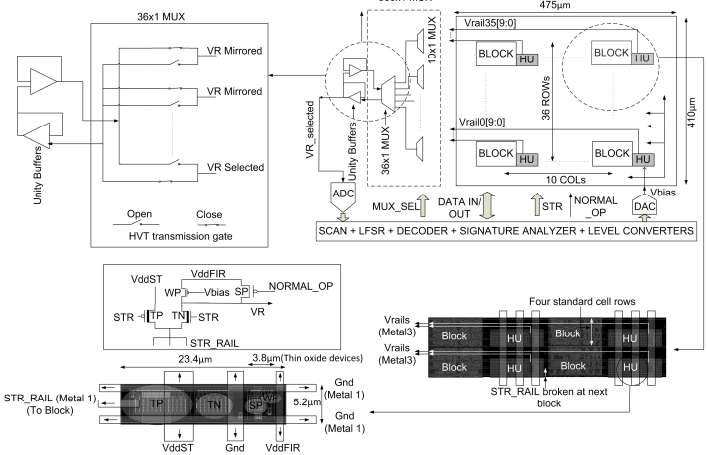 36x1 MUX
VR Mirrored
VR Mirrored
VR Selected
Unity Buffers
Open
Close
HVT transmission gate
10x1 MUX
36x1 MUX
Unity Buffers
VR_selected
ADC
475µm
410µm
Vrail35[9:0]
BLOCK
HU
BLOCK
HU
36 ROWs
Vrail0[9:0]
BLOCK
HU
BLOCK
HU
10 COLs
Vbias
DAC
MUX_SEL
DATA IN/
OUT
STR
NORMAL
_OP
SCAN + LFSR + DECODER + SIGNATURE ANALYZER + LEVEL CONVERTERS
VddST
VddFIR
WP
Vbias
SP
NORMAL_OP
VR
STR
TP
TN
STR
STR_RAIL
23.4µm
3.8µm(Thin oxide devices)
Gnd
(Metal 1)
5.2µm
Gnd
(Metal 1)
STR_RAIL (Metal 1)
(To Block)
TP
TN
SP
WP
VddST
Gnd
VddFIR
Four standard cell rows
Vrails
(Metal3)
Vrails
(Metal3)
Block
HU
Block
HU
Block
HU
Block
HU
STR_RAIL broken at next
block